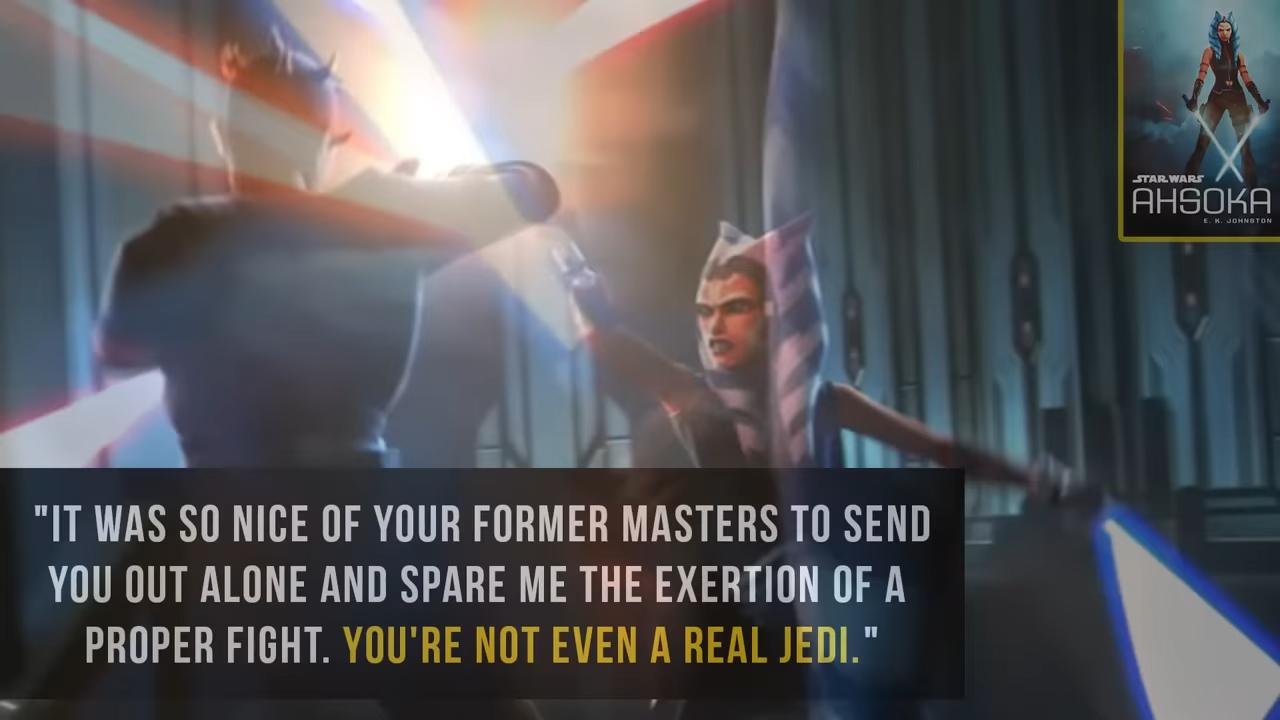 STAR WARS
AHSOKA
E. K. JOHNSTON
"IT WAS SO NICE OF YOUR FORMER MASTERS TO SEND
YOU OUT ALONE AND SPARE ME THE EXERTION OF A
PROPER FIGHT. YOU'RE NOT EVEN A REAL JEDI."